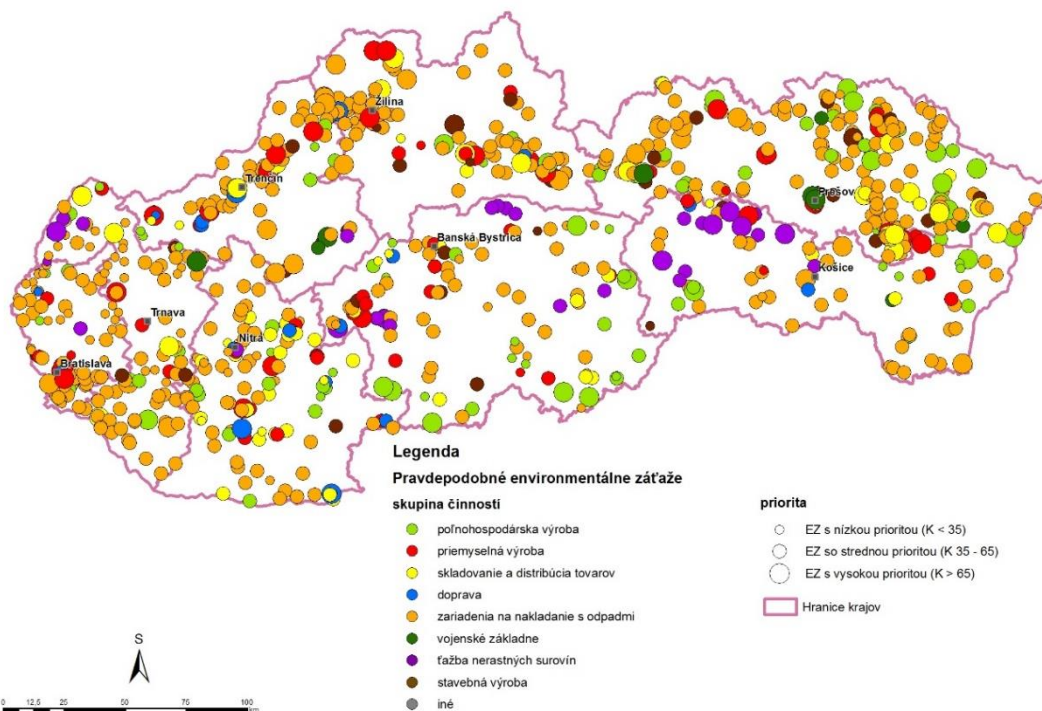 Žilina
Trenčín
Prešov
Banská Bystrica
Košice
Trnava
Nitra
Bratislava
Legenda
Pravdepodobné environmentálne záťaže
skupina činností
poľnohospodárska výroba
priemyselná výroba
skladovanie a distribúcia tovarov
doprava
zariadenia na nakladanie s odpadmi
vojenské základne
ťažba nerastných surovín
stavebná výroba
iné
priorita
EZ s nízkou prioritou (K < 35)
EZ so strednou prioritou (K 35 - 65)
EZ s vysokou prioritou (K > 65)
Hranice krajov
S
0 12,5 25 50 75 100
km